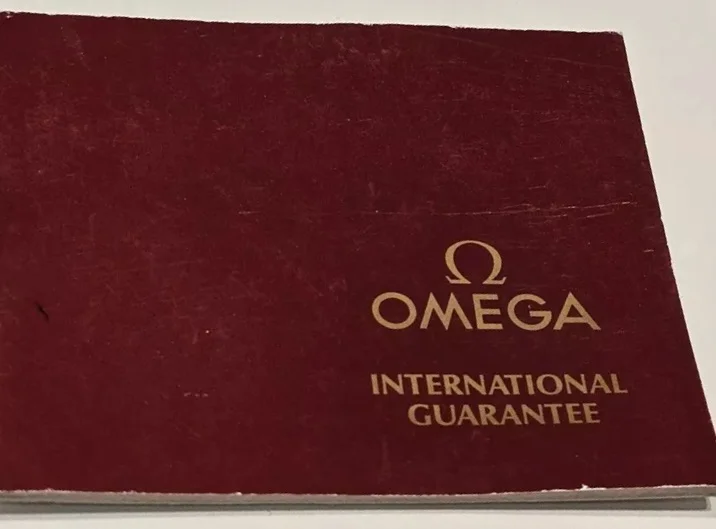 Ω
OMEGA
INTERNATIONAL
GUARANTEE